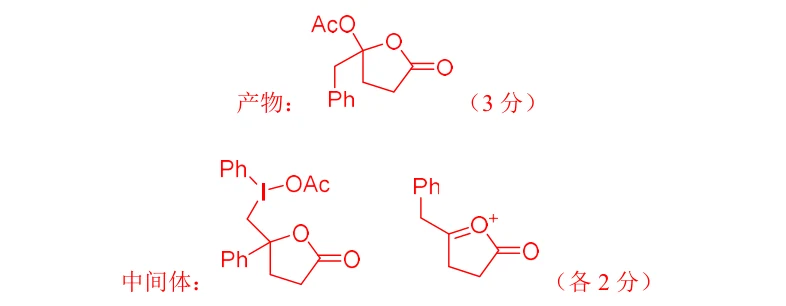 AcO
O
O
产物： Ph （3 分）
Ph
I OAc Ph
O O+
Ph O O
中间体： （各 2 分）